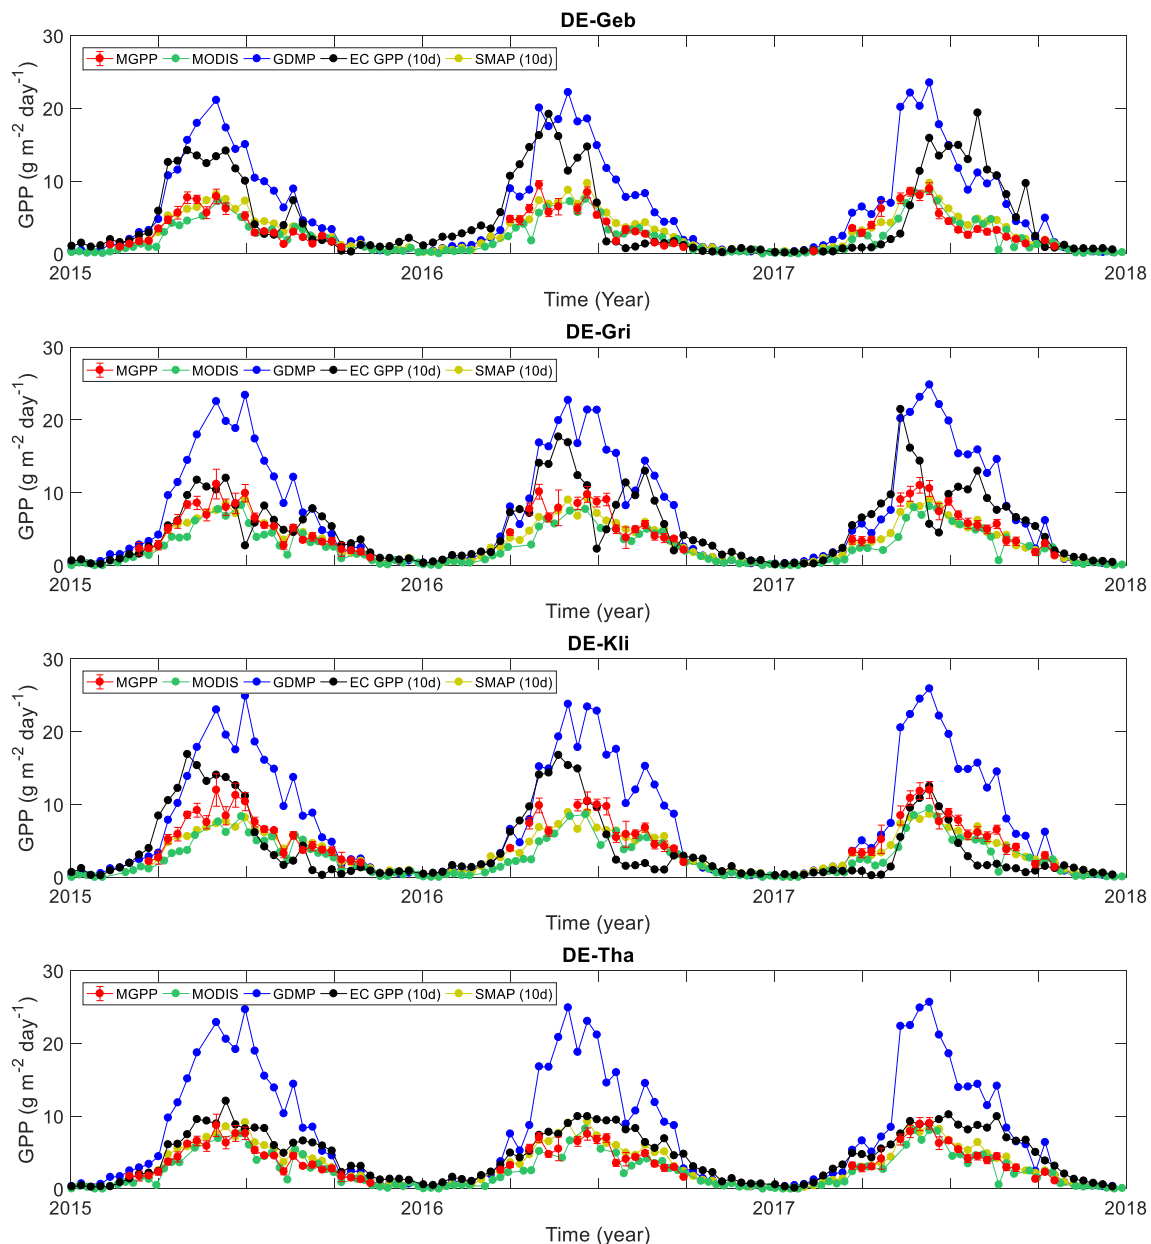 DE-Geb
30
MGPP MODIS GDMP EC GPP (10d) SMAP (10d)
20
GPP (g m-2 day-1)
10
0
2015 2016 2017 2018
Time (Year)
DE-Gri
30
MGPP MODIS GDMP EC GPP (10d) SMAP (10d)
20
GPP (g m-2 day-1)
10
0
2015 2016 2017 2018
Time (year)
DE-Kli
30
MGPP MODIS GDMP EC GPP (10d) SMAP (10d)
20
GPP (g m-2 day-1)
10
0
2015 2016 2017 2018
Time (year)
DE-Tha
30
MGPP MODIS GDMP EC GPP (10d) SMAP (10d)
20
GPP (g m-2 day-1)
10
0
2015 2016 2017 2018
Time (year)